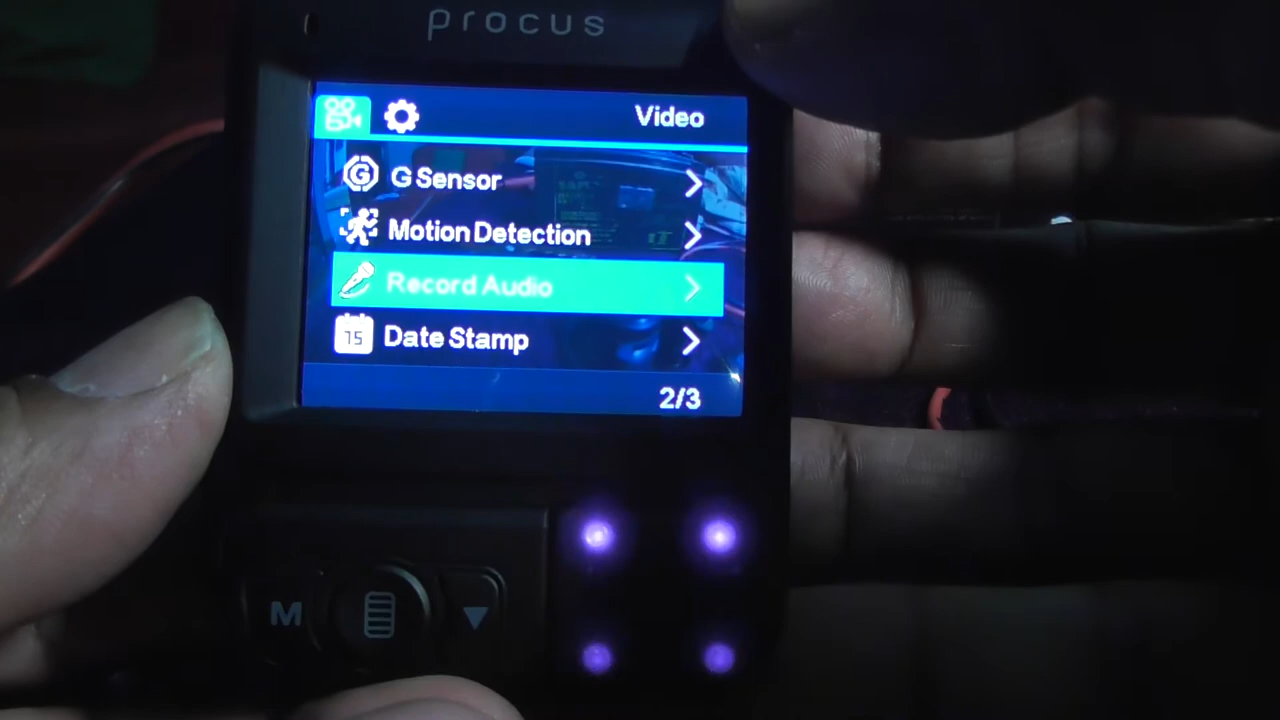 procus
Video
G Sensor
Motion Detection
Record Audio
15 Date Stamp
2/3
M